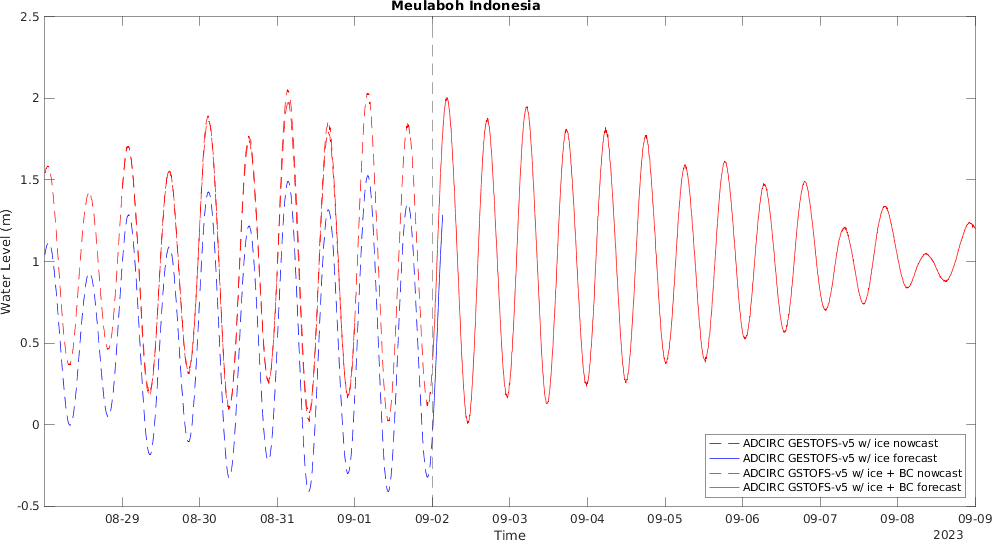 Meulaboh Indonesia
2.5
2
1.5
1
0.5
0
-0.5
Water Level (m)
08-29 08-30 08-31 09-01 09-02 09-03 09-04 09-05 09-06 09-07 09-08 09-09
Time
2023
ADCIRC GESTOFS-v5 w/ ice nowcast
ADCIRC GESTOFS-v5 w/ ice forecast
ADCIRC GSTOFS-v5 w/ ice + BC nowcast
ADCIRC GSTOFS-v5 w/ ice + BC forecast